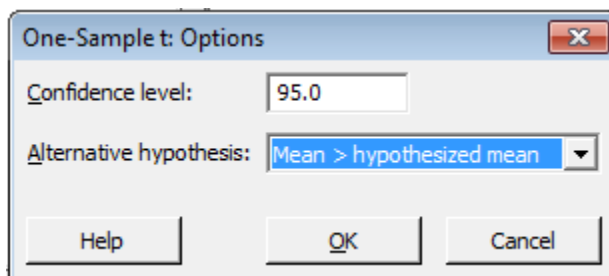 One-Sample t: Options
Confidence level: 95.0
Alternative hypothesis: Mean > hypothesized mean
Help OK Cancel